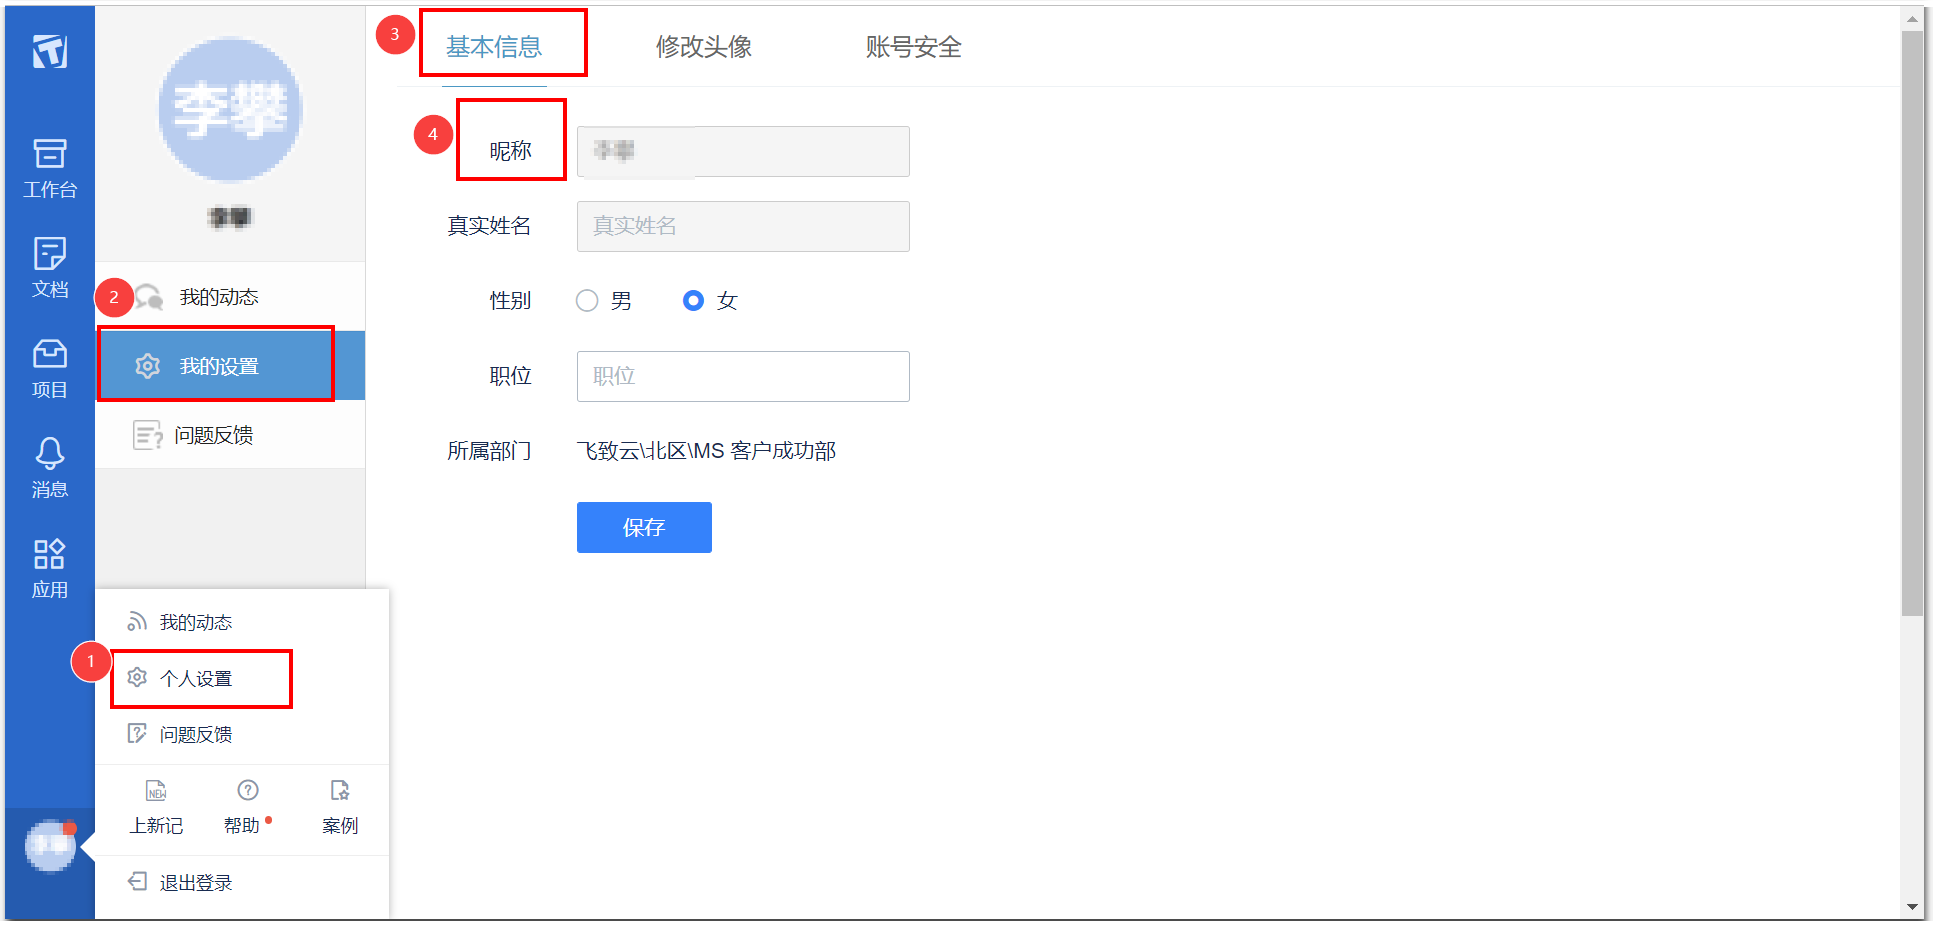 工作台
文档
项目
消息
应用
李攀
2
我的动态
我的设置
问题反馈
1
我的动态
个人设置
问题反馈
NEW
上新记
帮助
案例
退出登录
3
基本信息
修改头像
账号安全
4
昵称
真实姓名
真实姓名
性别
男
女
职位
职位
所属部门
飞致云\北区\MS 客户成功部
保存